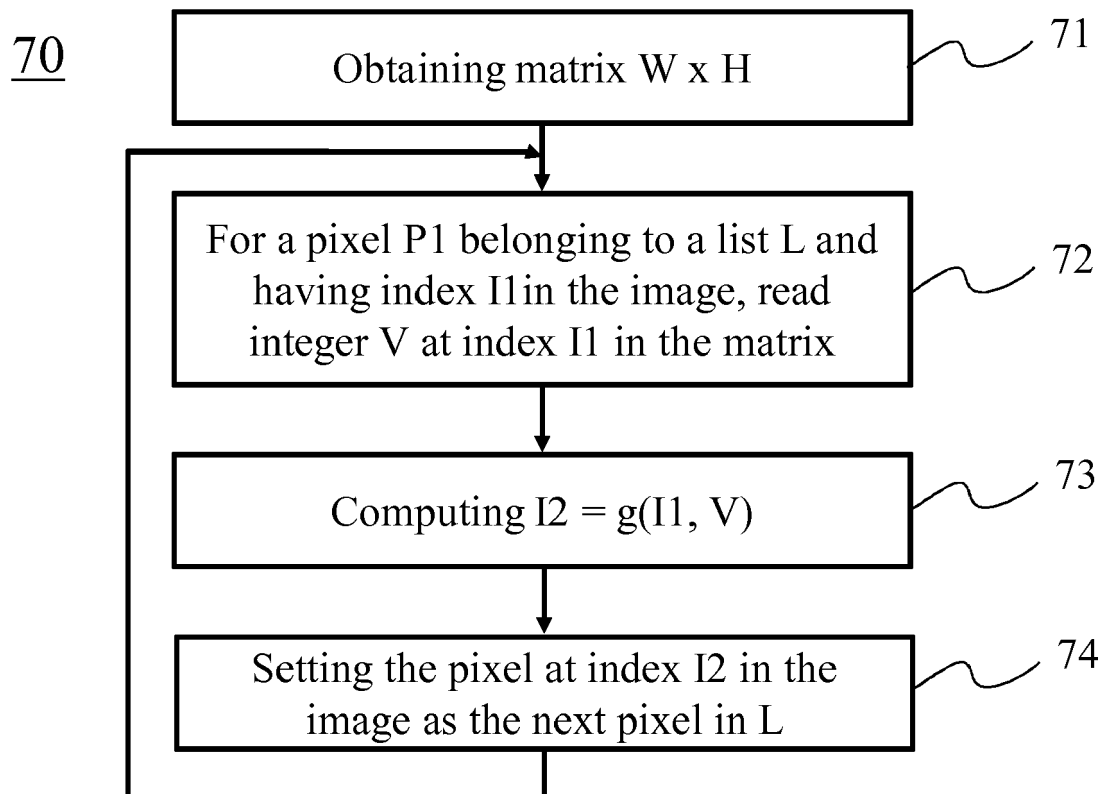 70
71
Obtaining matrix W x H
For a pixel P1 belonging to a list L and
having index I1in the image, read
integer V at index I1 in the matrix
72
Computing I2 = g(I1, V)
73
Setting the pixel at index I2 in the
image as the next pixel in L
74